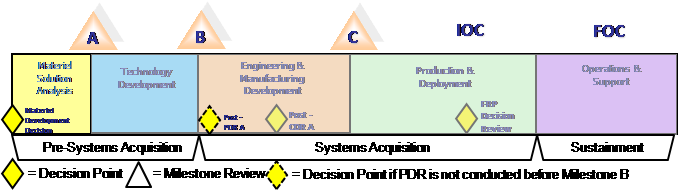 A
B
C
IOC
FOC
Materiel
Solution
Analysis
Technology
Development
Engineering &
Manufacturing
Development
Production &
Deployment
Operations &
Support
Materiel
Development
Decision
Post –
PDR A
Post –
CDR A
FRP
Decision
Review
Pre-Systems Acquisition
Systems Acquisition
Sustainment
= Decision Point
= Milestone Review
= Decision Point if PDR is not conducted before Milestone B